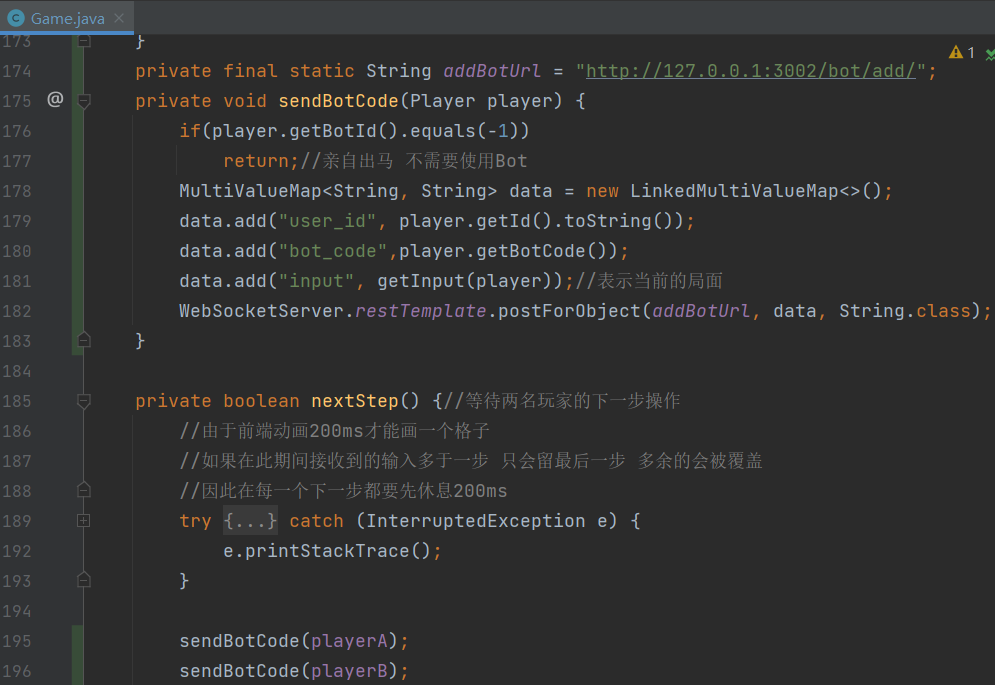 Game.java
173 }
174 private final static String addBotUrl = "http://127.0.0.1:3002/bot/add/";
175 @ private void sendBotCode(Player player) {
176 if(player.getBotId().equals(-1))
177 return;//亲自出马 不需要使用Bot
178 MultiValueMap<String, String> data = new LinkedMultiValueMap<>();
179 data.add("user_id", player.getId().toString());
180 data.add("bot_code",player.getBotCode());
181 data.add("input", getInput(player));//表示当前的局面
182 WebSocketServer.restTemplate.postForObject(addBotUrl, data, String.class);
183 }
184
185 private boolean nextStep() {//等待两名玩家的下一步操作
186 //由于前端动画200ms才能画一个格子
187 //如果在此期间接收到的输入多于一步 只会留最后一步 多余的会被覆盖
188 //因此在每一个下一步都要先休息200ms
189 try {...} catch (InterruptedException e) {
192 e.printStackTrace();
193 }
194
195 sendBotCode(playerA);
196 sendBotCode(playerB);
1